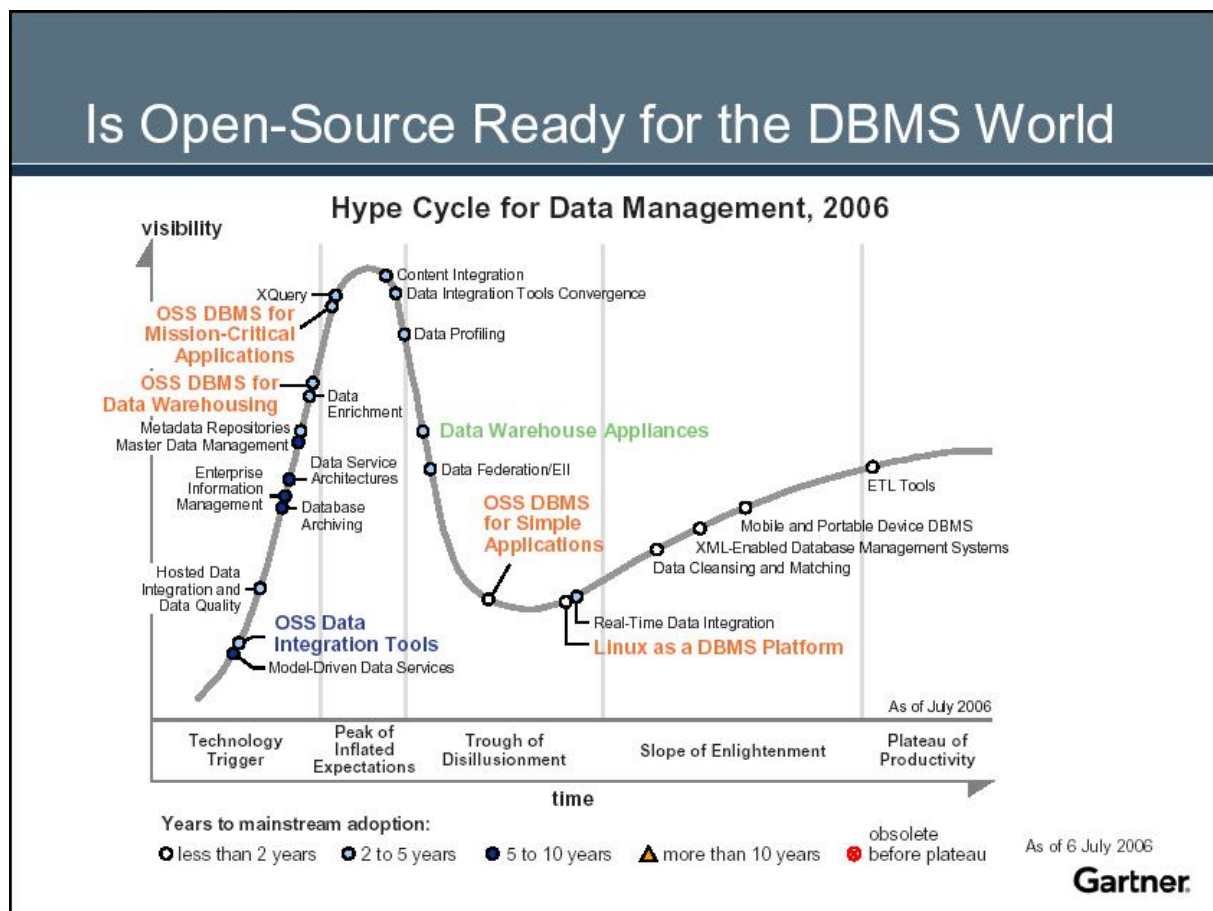 Is Open-Source Ready for the DBMS World
Hype Cycle for Data Management, 2006
visibility
Content Integration
XQuery
Data Integration Tools Convergence
OSS DBMS for
Mission-Critical
Applications
Data Profiling
OSS DBMS for
Data Warehousing
Data
Enrichment
Metadata Repositories
Master Data Management
Data Warehouse Appliances
Data Service
Architectures
Enterprise
Information
Management
Data Federation/EII
Database
Archiving
OSS DBMS
for Simple
Applications
ETL Tools
Mobile and Portable Device DBMS
XML-Enabled Database Management Systems
Data Cleansing and Matching
Hosted Data
Integration and
Data Quality
OSS Data
Integration Tools
Model-Driven Data Services
Real-Time Data Integration
Linux as a DBMS Platform
As of July 2006
Technology
Trigger
Peak of
Inflated
Expectations
Trough of
Disillusionment
Slope of Enlightenment
Plateau of
Productivity
time
Years to mainstream adoption:
less than 2 years
2 to 5 years
5 to 10 years
more than 10 years
obsolete
before plateau
As of 6 July 2006
Gartner.